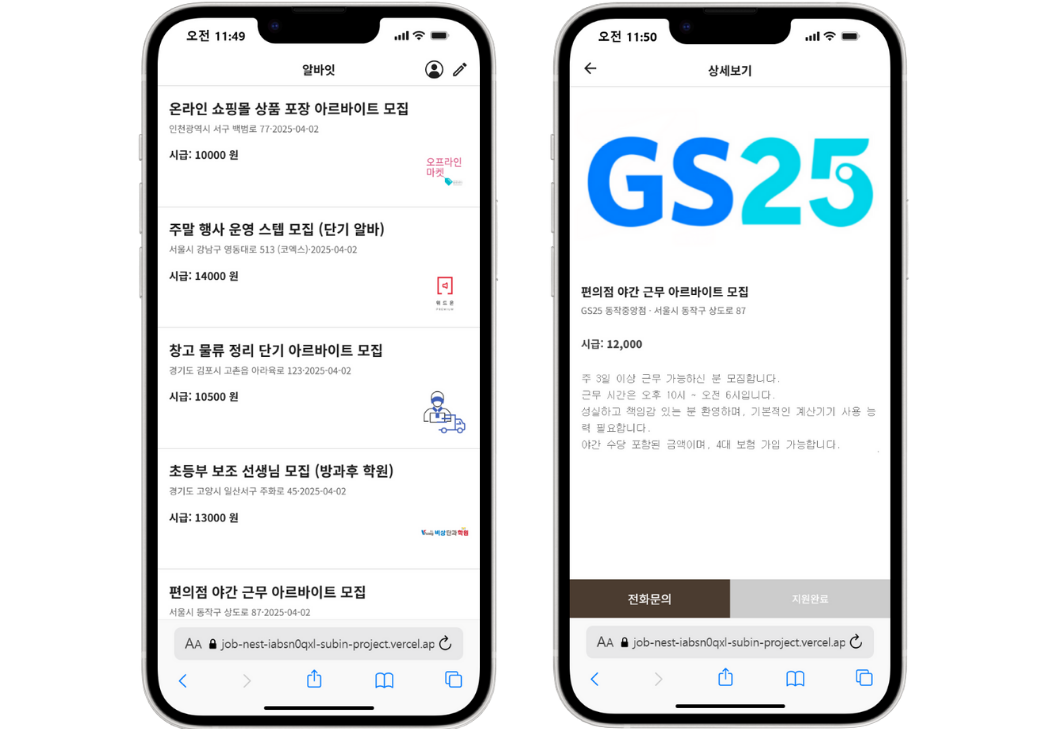 오전 11:49
알바잇
온라인 쇼핑몰 상품 포장 아르바이트 모집
인천광역시 서구 백범로 77·2025-04-02
시급: 10000 원
오프라인
마켓
주말 행사 운영 스텝 모집 (단기 알바)
서울시 강남구 영동대로 513 (코엑스)·2025-04-02
시급: 14000 원
창고 물류 정리 단기 아르바이트 모집
경기도 김포시 고촌읍 아라육로 123·2025-04-02
시급: 10500 원
초등부 보조 선생님 모집 (방과후 학원)
경기도 고양시 일산서구 주화로 45·2025-04-02
시급: 13000 원
편의점 야간 근무 아르바이트 모집
서울시 동작구 상도로 87·2025-04-02
AA job-nest-iabsn0qxl-subin-project.vercel.ap
오전 11:50
상세보기
GS25
편의점 야간 근무 아르바이트 모집
GS25 동작중앙점 · 서울시 동작구 상도로 87
시급: 12,000
주 3일 이상 근무 가능하신 분 모집합니다.
근무 시간은 오후 10시 - 오전 6시입니다.
성실하고 책임감 있는 분 환영하며, 기본적인 계산기기 사용 능
력 필요합니다.
야간 수당 포함된 금액이며, 4대 보험 가입 가능합니다.
전화문의
지원완료
AA job-nest-iabsn0qxl-subin-project.vercel.ap